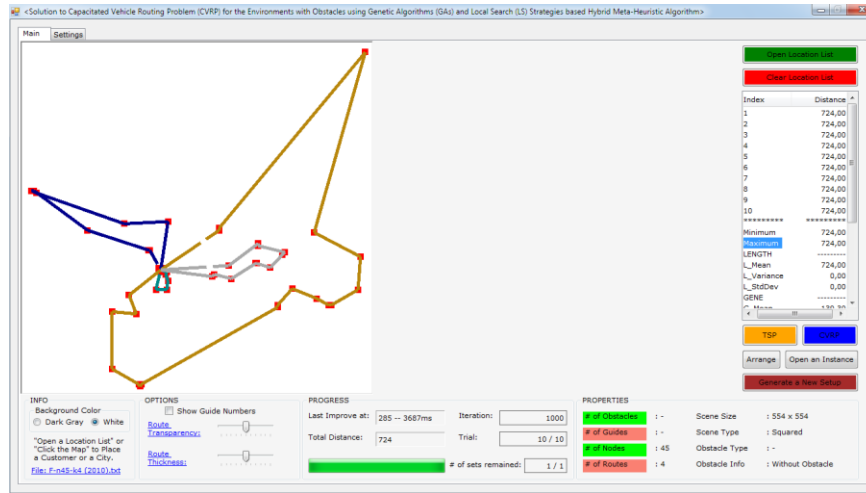 <Solution to Capacitated Vehicle Routing Problem (CVRP) for the Environments with Obstacles using Genetic Algorithms (GAs) and Local Search (LS) Strategies based Hybrid Meta-Heuristic Algorithm>
Main Settings
Open Location List
Clear Location List
Index Distance
1 724,00
2 724,00
3 724,00
4 724,00
5 724,00
6 724,00
7 724,00
8 724,00
9 724,00
10 724,00
********* *********
Minimum 724,00
Maximum 724,00
LENGTH ---------
L_Mean 724,00
L_Variance 0,00
L_StdDev 0,00
GENE ---------
TSP
Arrange Open an Instance
Generate a New Setup
INFO
Background Color
Dark Gray White
"Open a Location List" or
"Click the Map" to Place
a Customer or a City.
File: F-n45-k4 (2010).txt
OPTIONS
Show Guide Numbers
Route
Transparency:
Route
Thickness:
PROGRESS
Last Improve at: 285 -- 3687ms Iteration: 1000
Total Distance: 724 Trial: 10 / 10
# of sets remained: 1 / 1
PROPERTIES
# of Obstacles : - Scene Size : 554 x 554
# of Guides : - Scene Type : Squared
# of Nodes : 45 Obstacle Type : -
# of Routes : 4 Obstacle Info : Without Obstacle